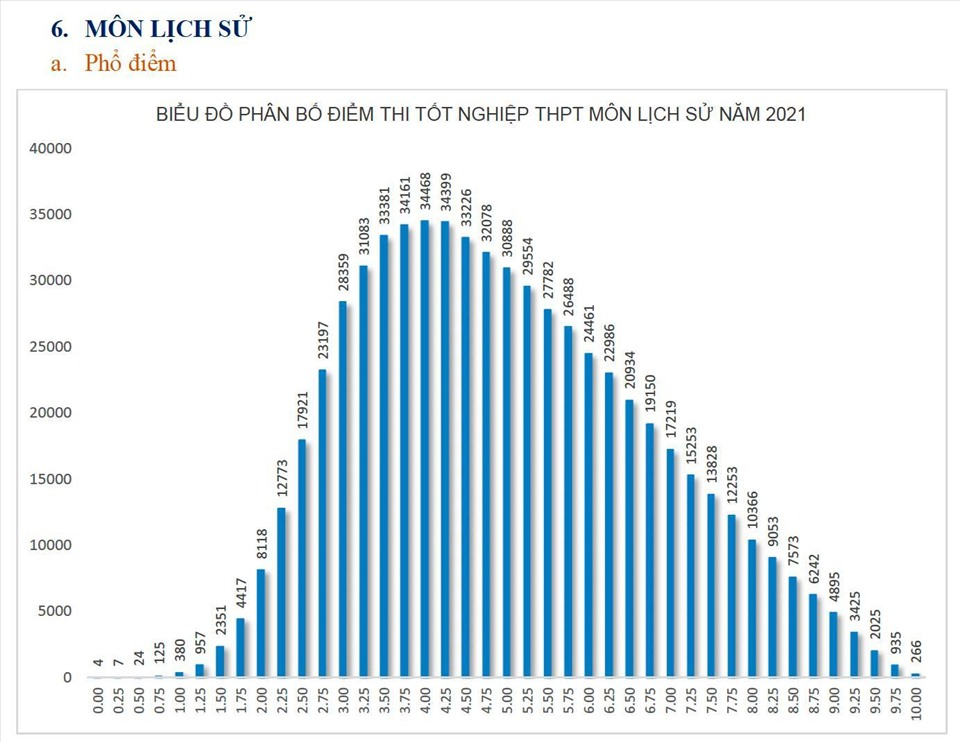 6. MÔN LỊCH SỬ
a. Phổ điểm
BIỂU ĐỒ PHÂN BỐ ĐIỂM THI TỐT NGHIỆP THPT MÔN LỊCH SỬ NĂM 2021
40000
35000
30000
25000
20000
15000
10000
5000
0
4 7 24 125 380 957 2351 4417 8118 12773 17921 23197 28359 31083 33381 34161 34468 34399 33226 32078 30888 29554 27782 26488 24461 22986 20934 19150 17219 15253 13828 12253 10366 9053 7573 6242 4895 3425 2025 935 266
0.00 0.25 0.50 0.75 1.00 1.25 1.50 1.75 2.00 2.25 2.50 2.75 3.00 3.25 3.50 3.75 4.00 4.25 4.50 4.75 5.00 5.25 5.50 5.75 6.00 6.25 6.50 6.75 7.00 7.25 7.50 7.75 8.00 8.25 8.50 8.75 9.00 9.25 9.50 9.75 10.00